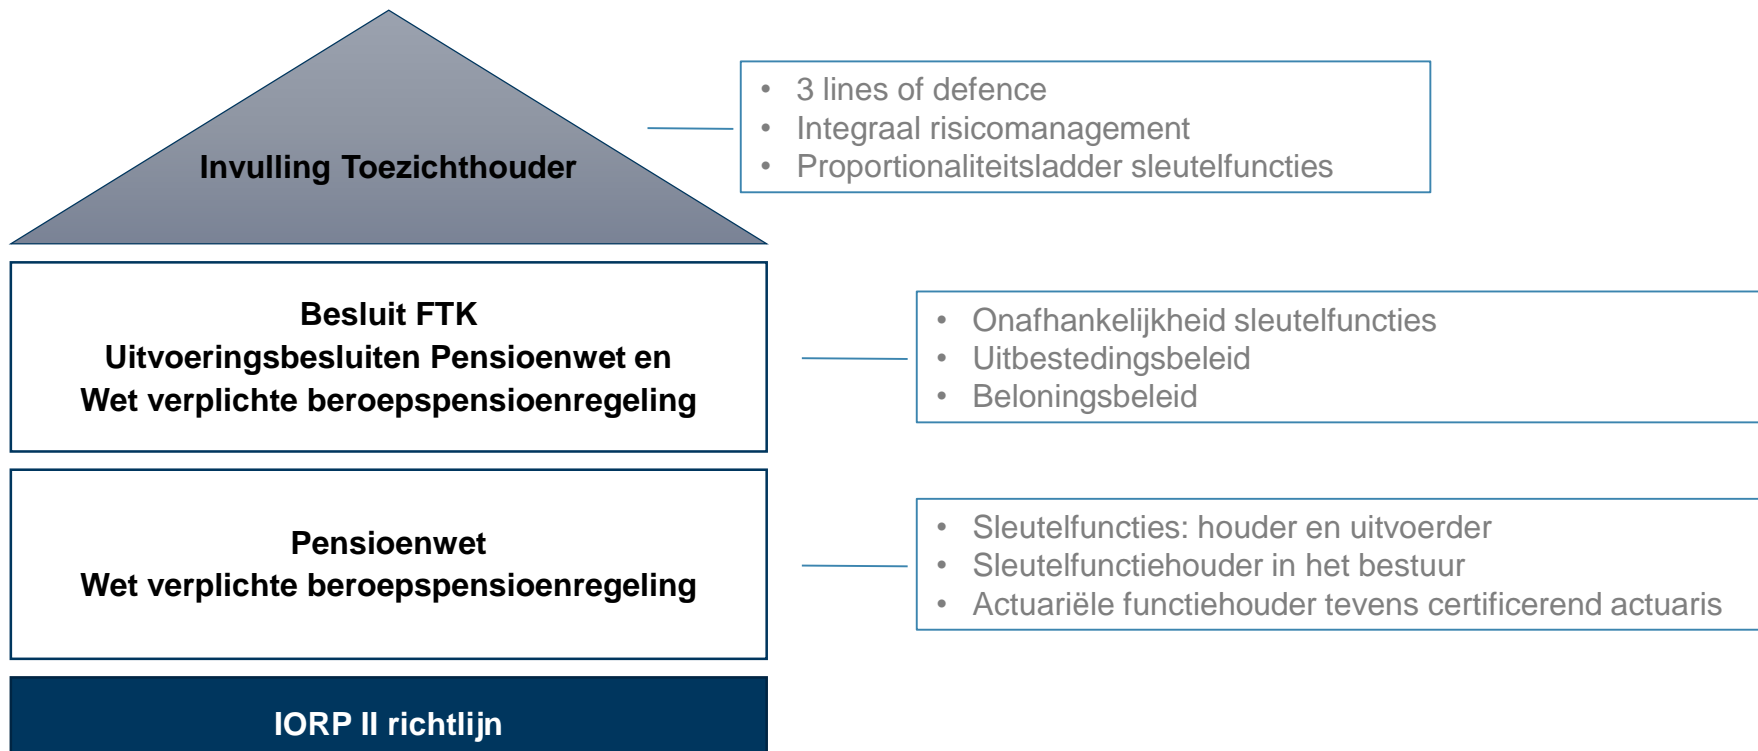 Invulling Toezichthouder
• 3 lines of defence
• Integraal risicomanagement
• Proportionaliteitsladder sleutelfuncties
Besluit FTK
Uitvoeringsbesluiten Pensioenwet en
Wet verplichte beroepspensioenregeling
• Onafhankelijkheid sleutelfuncties
• Uitbestedingsbeleid
• Beloningsbeleid
Pensioenwet
Wet verplichte beroepspensioenregeling
• Sleutelfuncties: houder en uitvoerder
• Sleutelfunctiehouder in het bestuur
• Actuariële functiehouder tevens certificerend actuaris
IORP II richtlijn